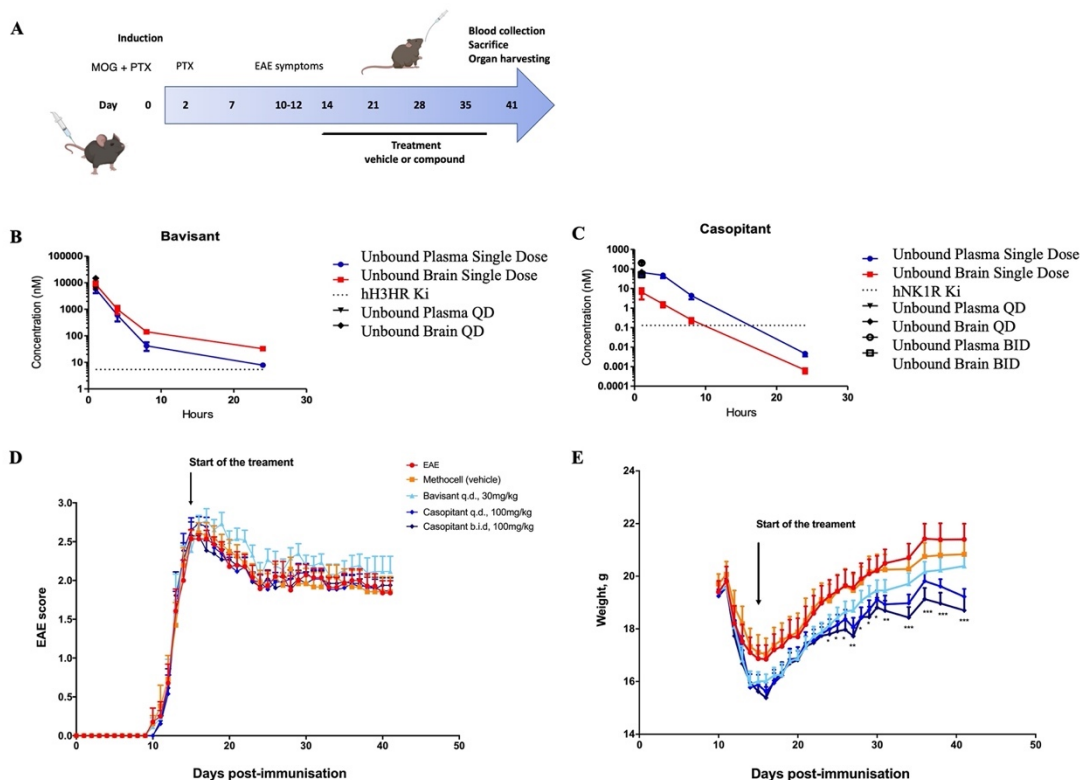 A
Induction
MOG + PTX
PTX
EAE symptoms
Blood collection
Sacrifice
Organ harvesting
Day 0 2 7 10-12 14 21 28 35 41
Treatment
vehicle or compound
B
Bavisant
Concentration (nM)
100000
10000
1000
100
10
1
0 10 20 30
Hours
Unbound Plasma Single Dose
Unbound Brain Single Dose
hH3HR Ki
Unbound Plasma QD
Unbound Brain QD
C
Casopitant
Concentration (nM)
1000
100
10
1
0.1
0.01
0.001
0.0001
0 10 20 30
Hours
Unbound Plasma Single Dose
Unbound Brain Single Dose
hNK1R Ki
Unbound Plasma QD
Unbound Brain QD
Unbound Plasma BID
Unbound Brain BID
D
Start of the treament
EAE
Methocell (vehicle)
Bavisant q.d., 30mg/kg
Casopitant q.d., 100mg/kg
Casopitant b.i.d, 100mg/kg
EAE score
3.0
2.5
2.0
1.5
1.0
0.5
0.0
0 10 20 30 40 50
Days post-immunisation
E
Start of the treament
Weight, g
24
22
20
18
16
14
0 10 20 30 40 50
Days post-immunisation